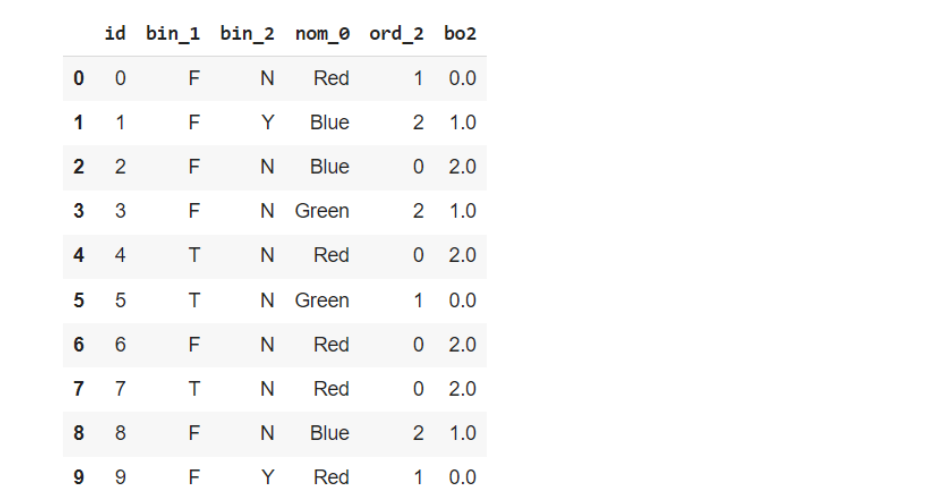 id bin_1 bin_2 nom_0 ord_2 bo2
0 0 F N Red 1 0.0
1 1 F Y Blue 2 1.0
2 2 F N Blue 0 2.0
3 3 F N Green 2 1.0
4 4 T N Red 0 2.0
5 5 T N Green 1 0.0
6 6 F N Red 0 2.0
7 7 T N Red 0 2.0
8 8 F N Blue 2 1.0
9 9 F Y Red 1 0.0